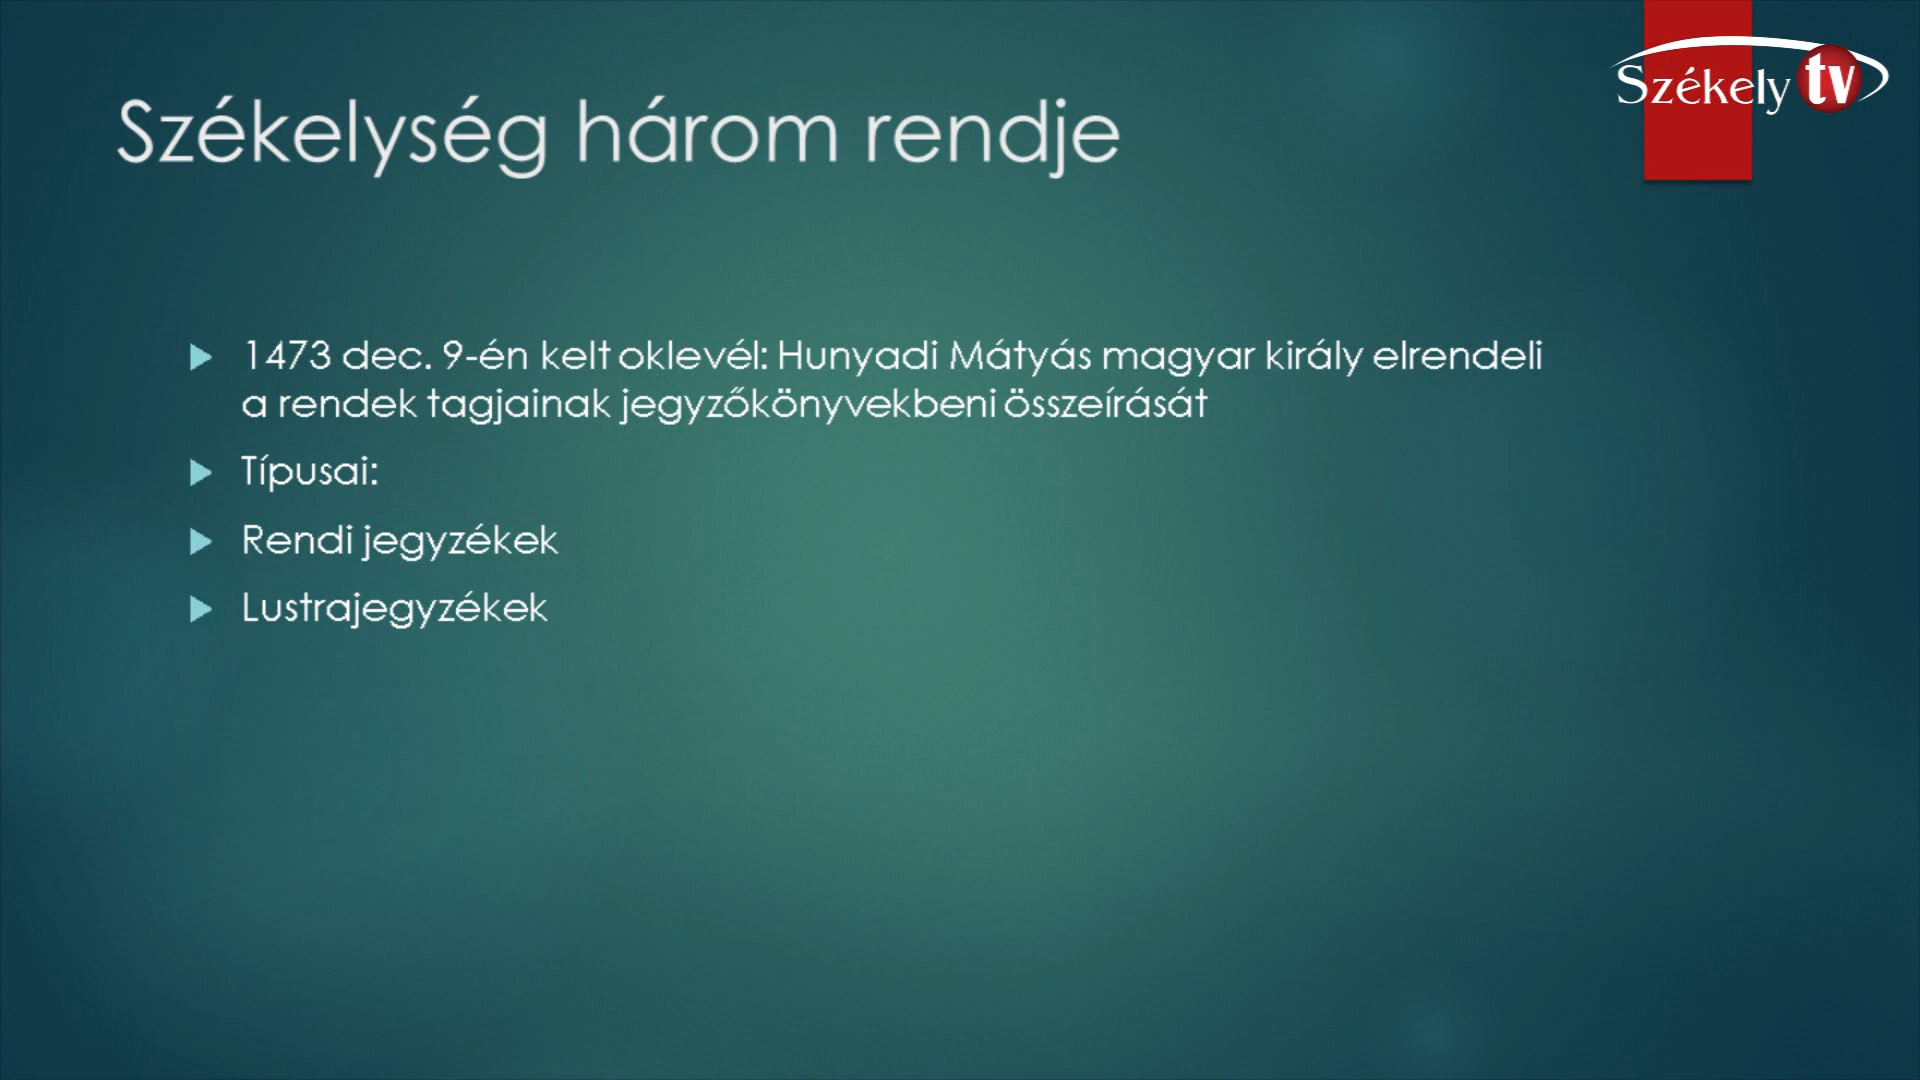 Székely tv
Székelység három rendje
1473 dec. 9-én kelt oklevél: Hunyadi Mátyás magyar király elrendeli
a rendek tagjainak jegyzőkönyvekbeni összeírását
Típusai:
Rendi jegyzékek
Lustrajegyzékek